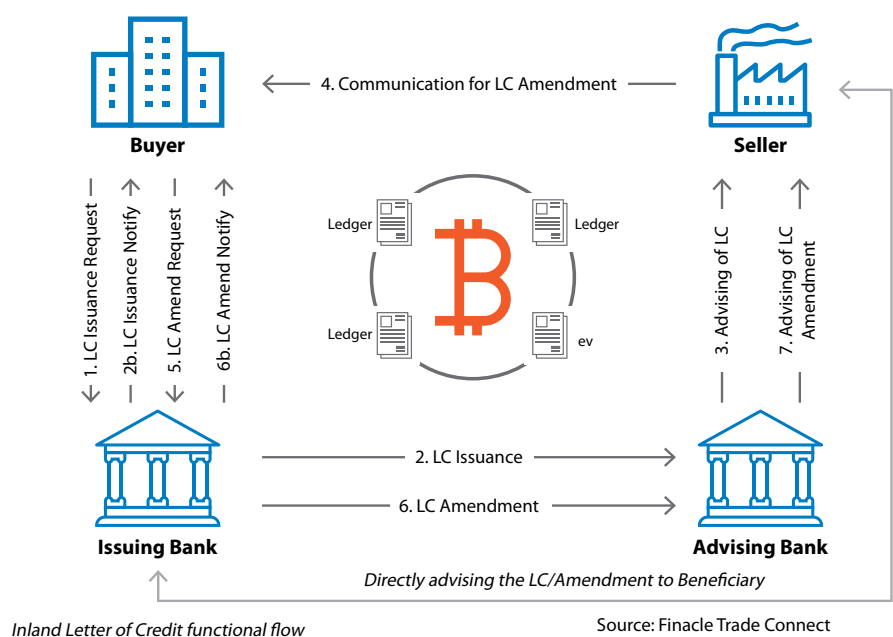 4. Communication for LC Amendment
Buyer
Seller
1. LC Issuance Request
2b. LC Issuance Notify
5. LC Amend Request
6b. LC Amend Notify
Ledger
Ledger
Ledger
ev
3. Advising of LC
7. Advising of LC
Amendment
2. LC Issuance
6. LC Amendment
Issuing Bank
Advising Bank
Directly advising the LC/Amendment to Beneficiary
Inland Letter of Credit functional flow
Source: Finacle Trade Connect